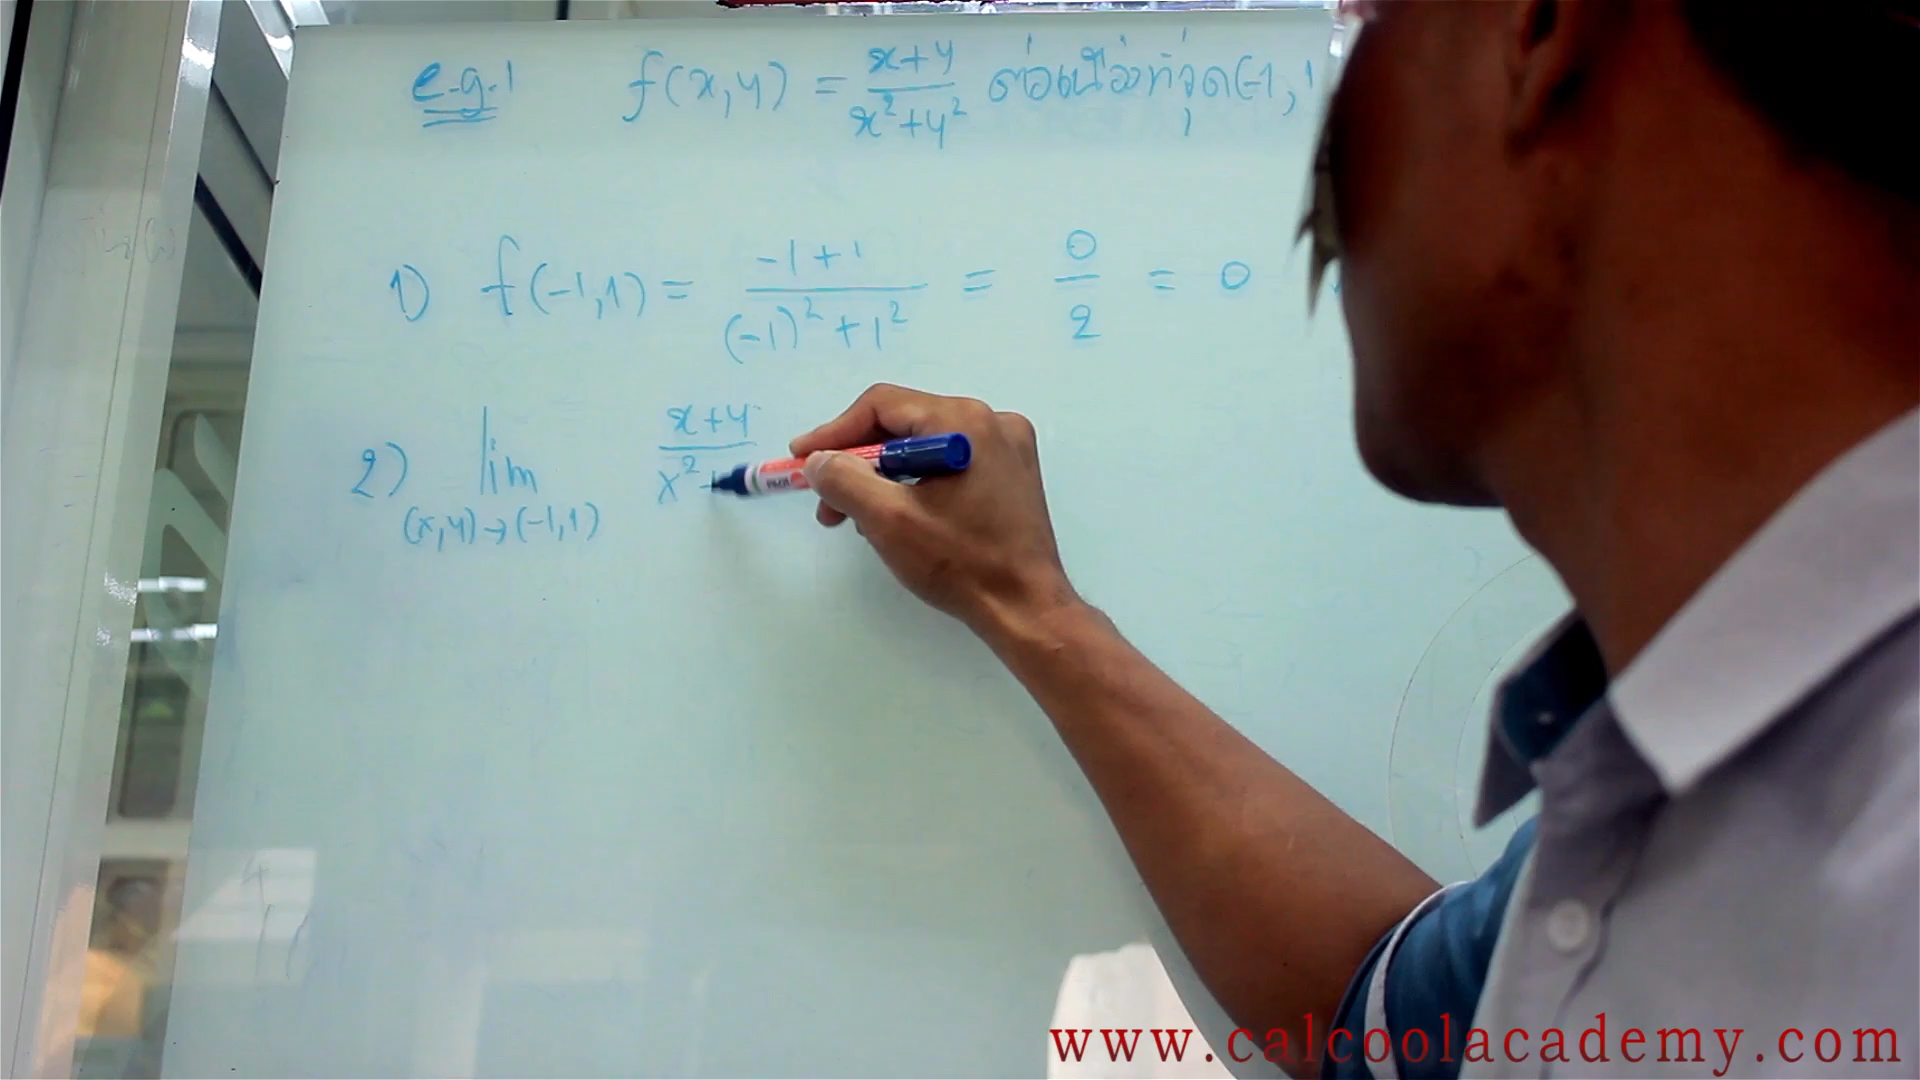 e.g.1 f(x,y) = x+y / x²+y² ต่อเนื่องที่จุด (-1, 1
1) f(-1,1) = -1+1 / (-1)²+1² = 0/2 = 0
2) lim (x,y)→(-1,1) x+y / x²+
www.calcoolacademy.com